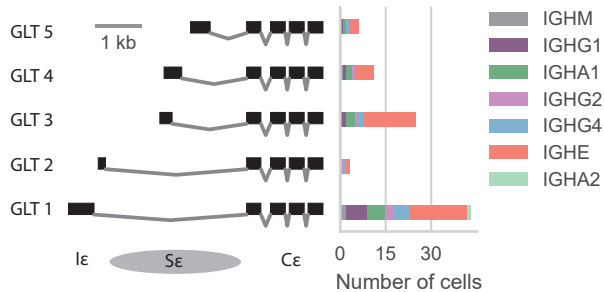 GLT 5
1 kb
GLT 4
GLT 3
GLT 2
GLT 1
Iε
Sε
Cε
0
15
30
Number of cells
IGHM
IGHG1
IGHA1
IGHG2
IGHG4
IGHE
IGHA2